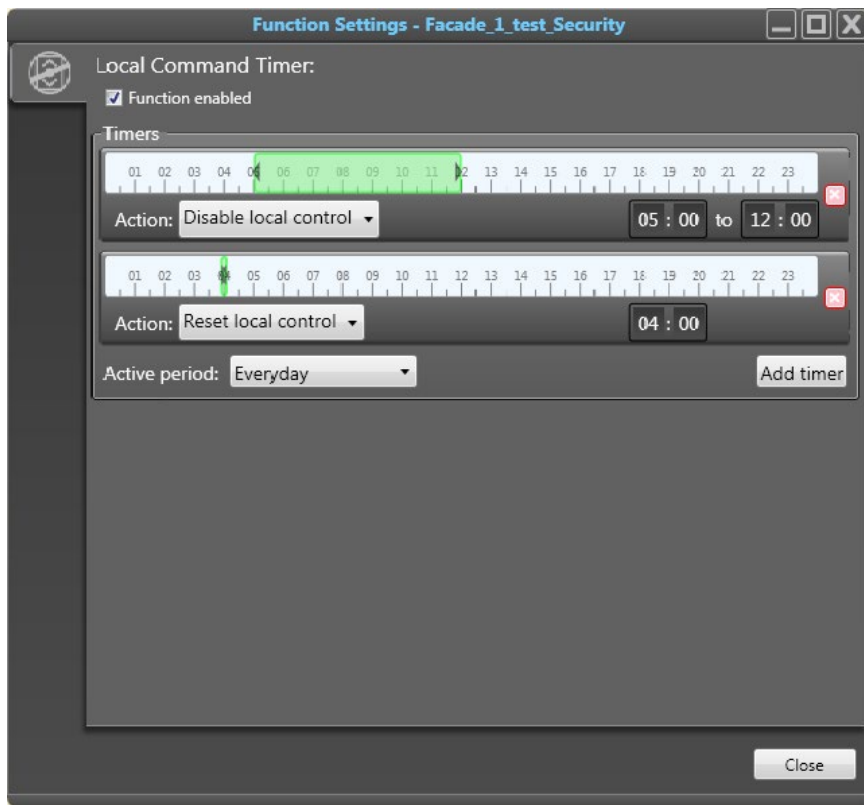 Function Settings - Facade_1_test_Security
Local Command Timer:
Function enabled
Timers
01 02 03 04 05 06 07 08 09 10 11 12 13 14 15 16 17 18 19 20 21 22 23
Action: Disable local control 05 : 00 to 12 : 00
01 02 03 04 05 06 07 08 09 10 11 12 13 14 15 16 17 18 19 20 21 22 23
Action: Reset local control 04 : 00
Active period: Everyday Add timer
Close